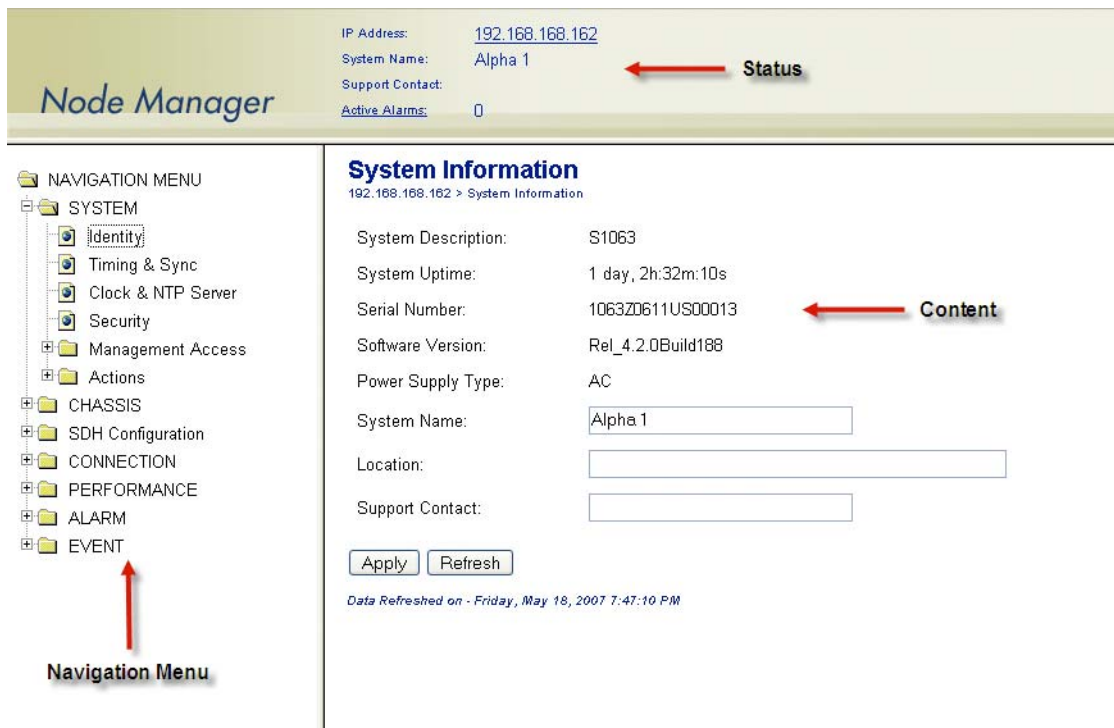 Node Manager
IP Address: 192.168.168.162
System Name: Alpha 1
Support Contact:
Active Alarms: 0
Status
NAVIGATION MENU
SYSTEM
Identity
Timing & Sync
Clock & NTP Server
Security
Management Access
Actions
CHASSIS
SDH Configuration
CONNECTION
PERFORMANCE
ALARM
EVENT
Navigation Menu
System Information
192.168.168.162 > System Information
System Description: S1063
System Uptime: 1 day, 2h:32m:10s
Serial Number: 1063Z0611US00013
Content
Software Version: Rel_4.2.0Build188
Power Supply Type: AC
System Name: Alpha 1
Location:
Support Contact:
Apply Refresh
Data Refreshed on - Friday, May 18, 2007 7:47:10 PM